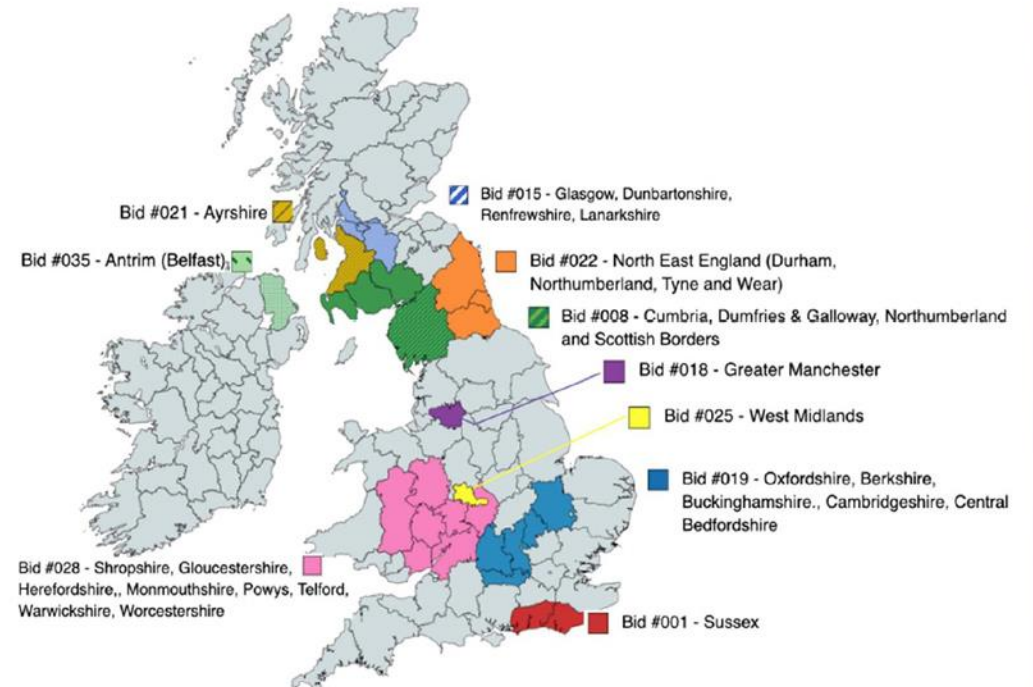 Bid #015 - Glasgow, Dunbartonshire,
Renfrewshire, Lanarkshire
Bid #021 - Ayrshire
Bid #035 - Antrim (Belfast)
Bid #022 - North East England (Durham,
Northumberland, Tyne and Wear)
Bid #008 - Cumbria, Dumfries & Galloway, Northumberland
and Scottish Borders
Bid #018 - Greater Manchester
Bid #025 - West Midlands
Bid #019 - Oxfordshire, Berkshire,
Buckinghamshire., Cambridgeshire, Central
Bedfordshire
Bid #028 - Shropshire, Gloucestershire,
Herefordshire,, Monmouthshire, Powys, Telford,
Warwickshire, Worcestershire
Bid #001 - Sussex